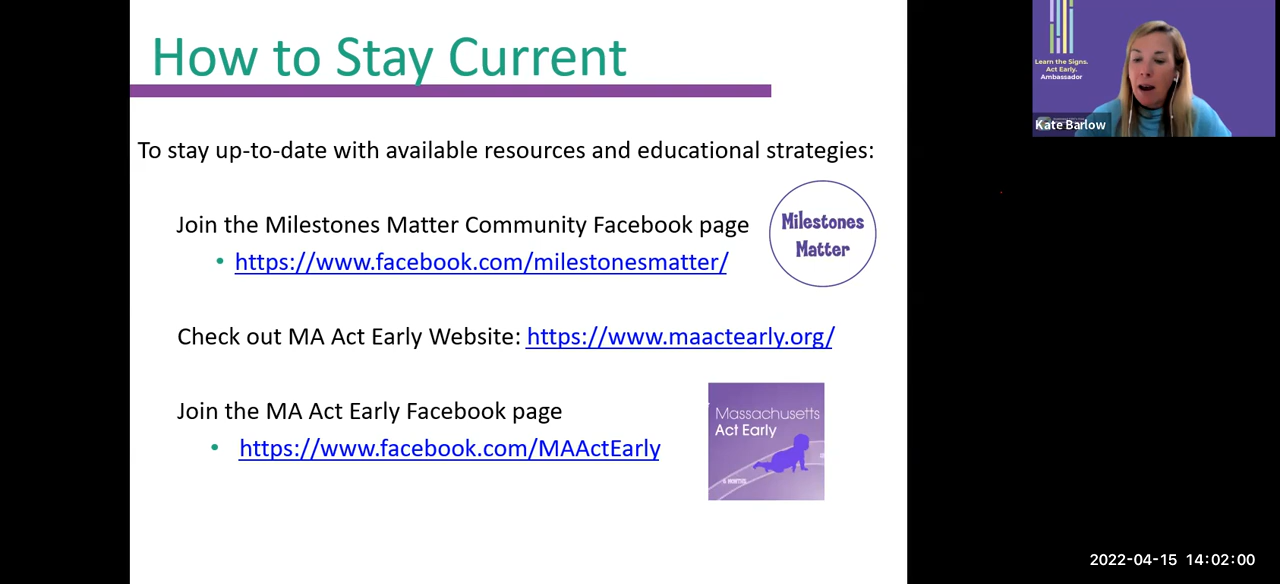 How to Stay Current
To stay up-to-date with available resources and educational strategies:
Join the Milestones Matter Community Facebook page
• https://www.facebook.com/milestonesmatter/
Milestones
Matter
Check out MA Act Early Website: https://www.maactearly.org/
Join the MA Act Early Facebook page
• https://www.facebook.com/MAActEarly
Massachusetts
Act Early
6 MONTHS
Learn the Signs.
Act Early.
Ambassador
Kate Barlow
2022-04-15 14:02:00